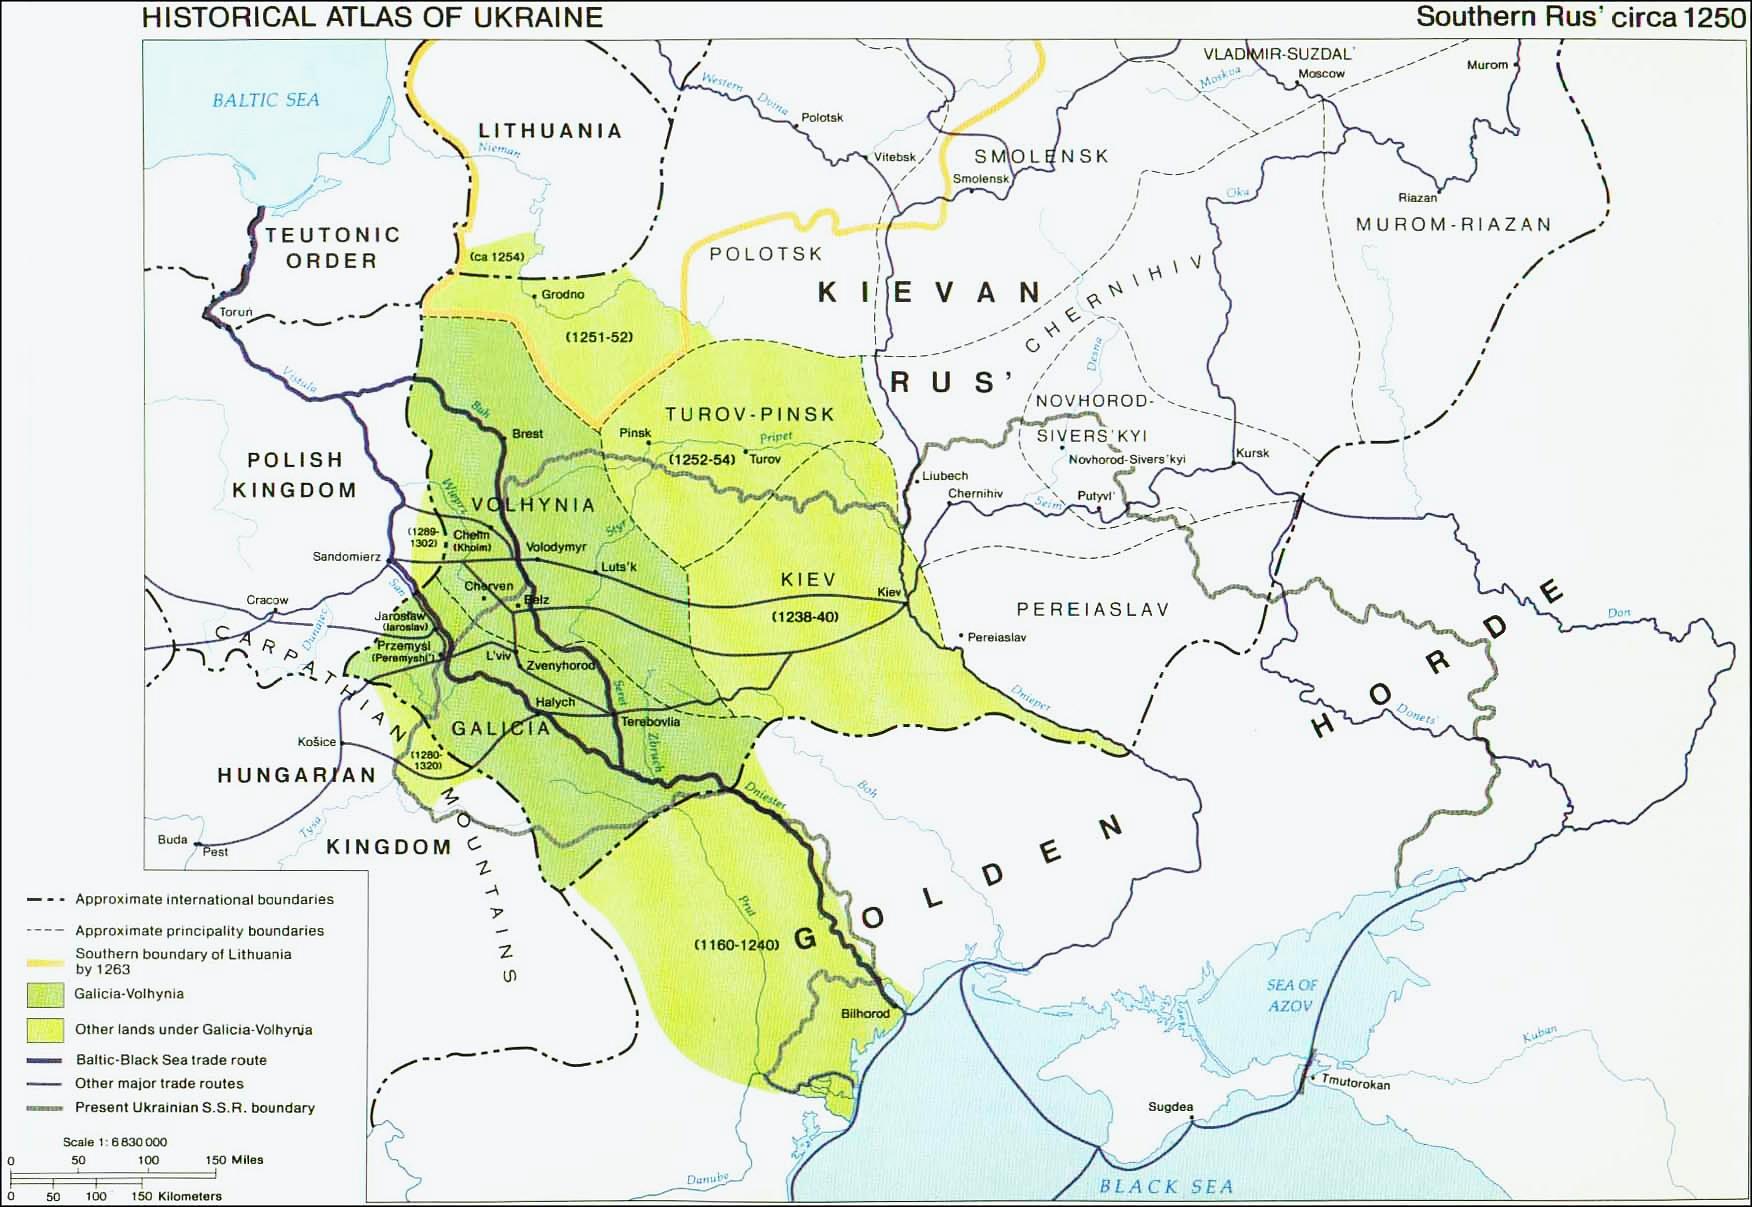 HISTORICAL ATLAS OF UKRAINE
Southern Rus' circa 1250
BALTIC SEA
LITHUANIA
Nieman
Western Dvina
Polotsk
Vitebsk
SMOLENSK
Smolensk
VLADIMIR-SUZDAL'
Moskva
Moscow
Murom
Oka
Riazan'
MUROM-RIAZAN
TEUTONIC
ORDER
(ca 1254)
Grodno
(1251-52)
POLOTSK
KIEVAN
RUS'
CHERNIHIV
Desna
Toruń
Vistula
Buh
Brest
TUROV-PINSK
Pinsk
Pripet
(1252-54)
Turov
NOVHOROD-
SIVERS'KYI
Novhorod-Sivers'kyi
Kursk
Liubech
Chernihiv
Seim
Putyvl'
POLISH
KINGDOM
VOLHYNIA
Wieprz
Styr
(1289-
1302)
Chełm
(Kholm)
Volodymyr
Luts'k
Sandomierz
San
Cherven
Belz
KIEV
(1238-40)
Kiev
PEREIASLAV
Pereiaslav
Cracow
Dunajec
Jarosław
(Iaroslav)
Przemyśl
(Peremyshl')
L'viv
Zvenyhorod
Seret
Halych
GALICIA
Terebovlia
Zbruch
CARPATHIAN
MOUNTAINS
Košice
(1280-
1320)
HUNGARIAN
KINGDOM
Tysa
Buda
Pest
Dnieper
Dniester
Boh
GOLDEN
HORDE
Don
Donets'
Prut
(1160-1240)
Bilhorod
SEA OF
AZOV
Kuban
Tmutorokan
Sugdea
Danube
BLACK SEA
Approximate international boundaries
Approximate principality boundaries
Southern boundary of Lithuania
by 1263
Galicia-Volhynia
Other lands under Galicia-Volhynia
Baltic-Black Sea trade route
Other major trade routes
Present Ukrainian S.S.R. boundary
Scale 1: 6 830 000
0 50 100 150 Miles
0 50 100 150 Kilometers